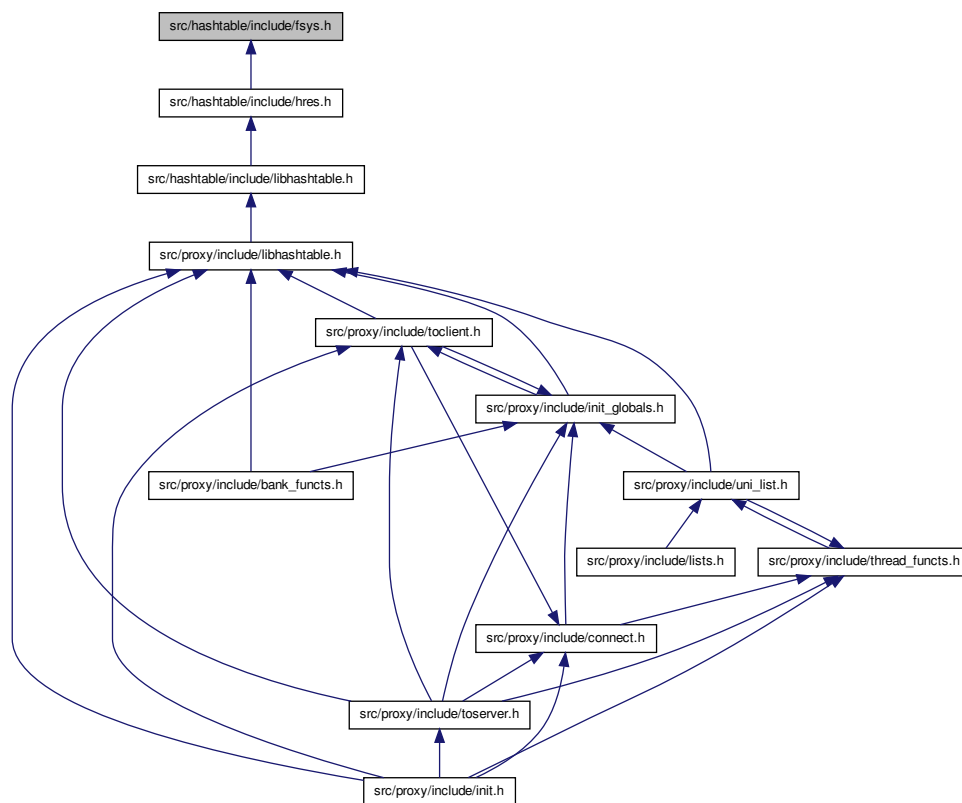 src/hashtable/include/fsys.h
src/hashtable/include/hres.h
src/hashtable/include/libhashtable.h
src/proxy/include/libhashtable.h
src/proxy/include/toclient.h
src/proxy/include/init_globals.h
src/proxy/include/bank_functs.h
src/proxy/include/uni_list.h
src/proxy/include/lists.h
src/proxy/include/thread_functs.h
src/proxy/include/connect.h
src/proxy/include/toserver.h
src/proxy/include/init.h